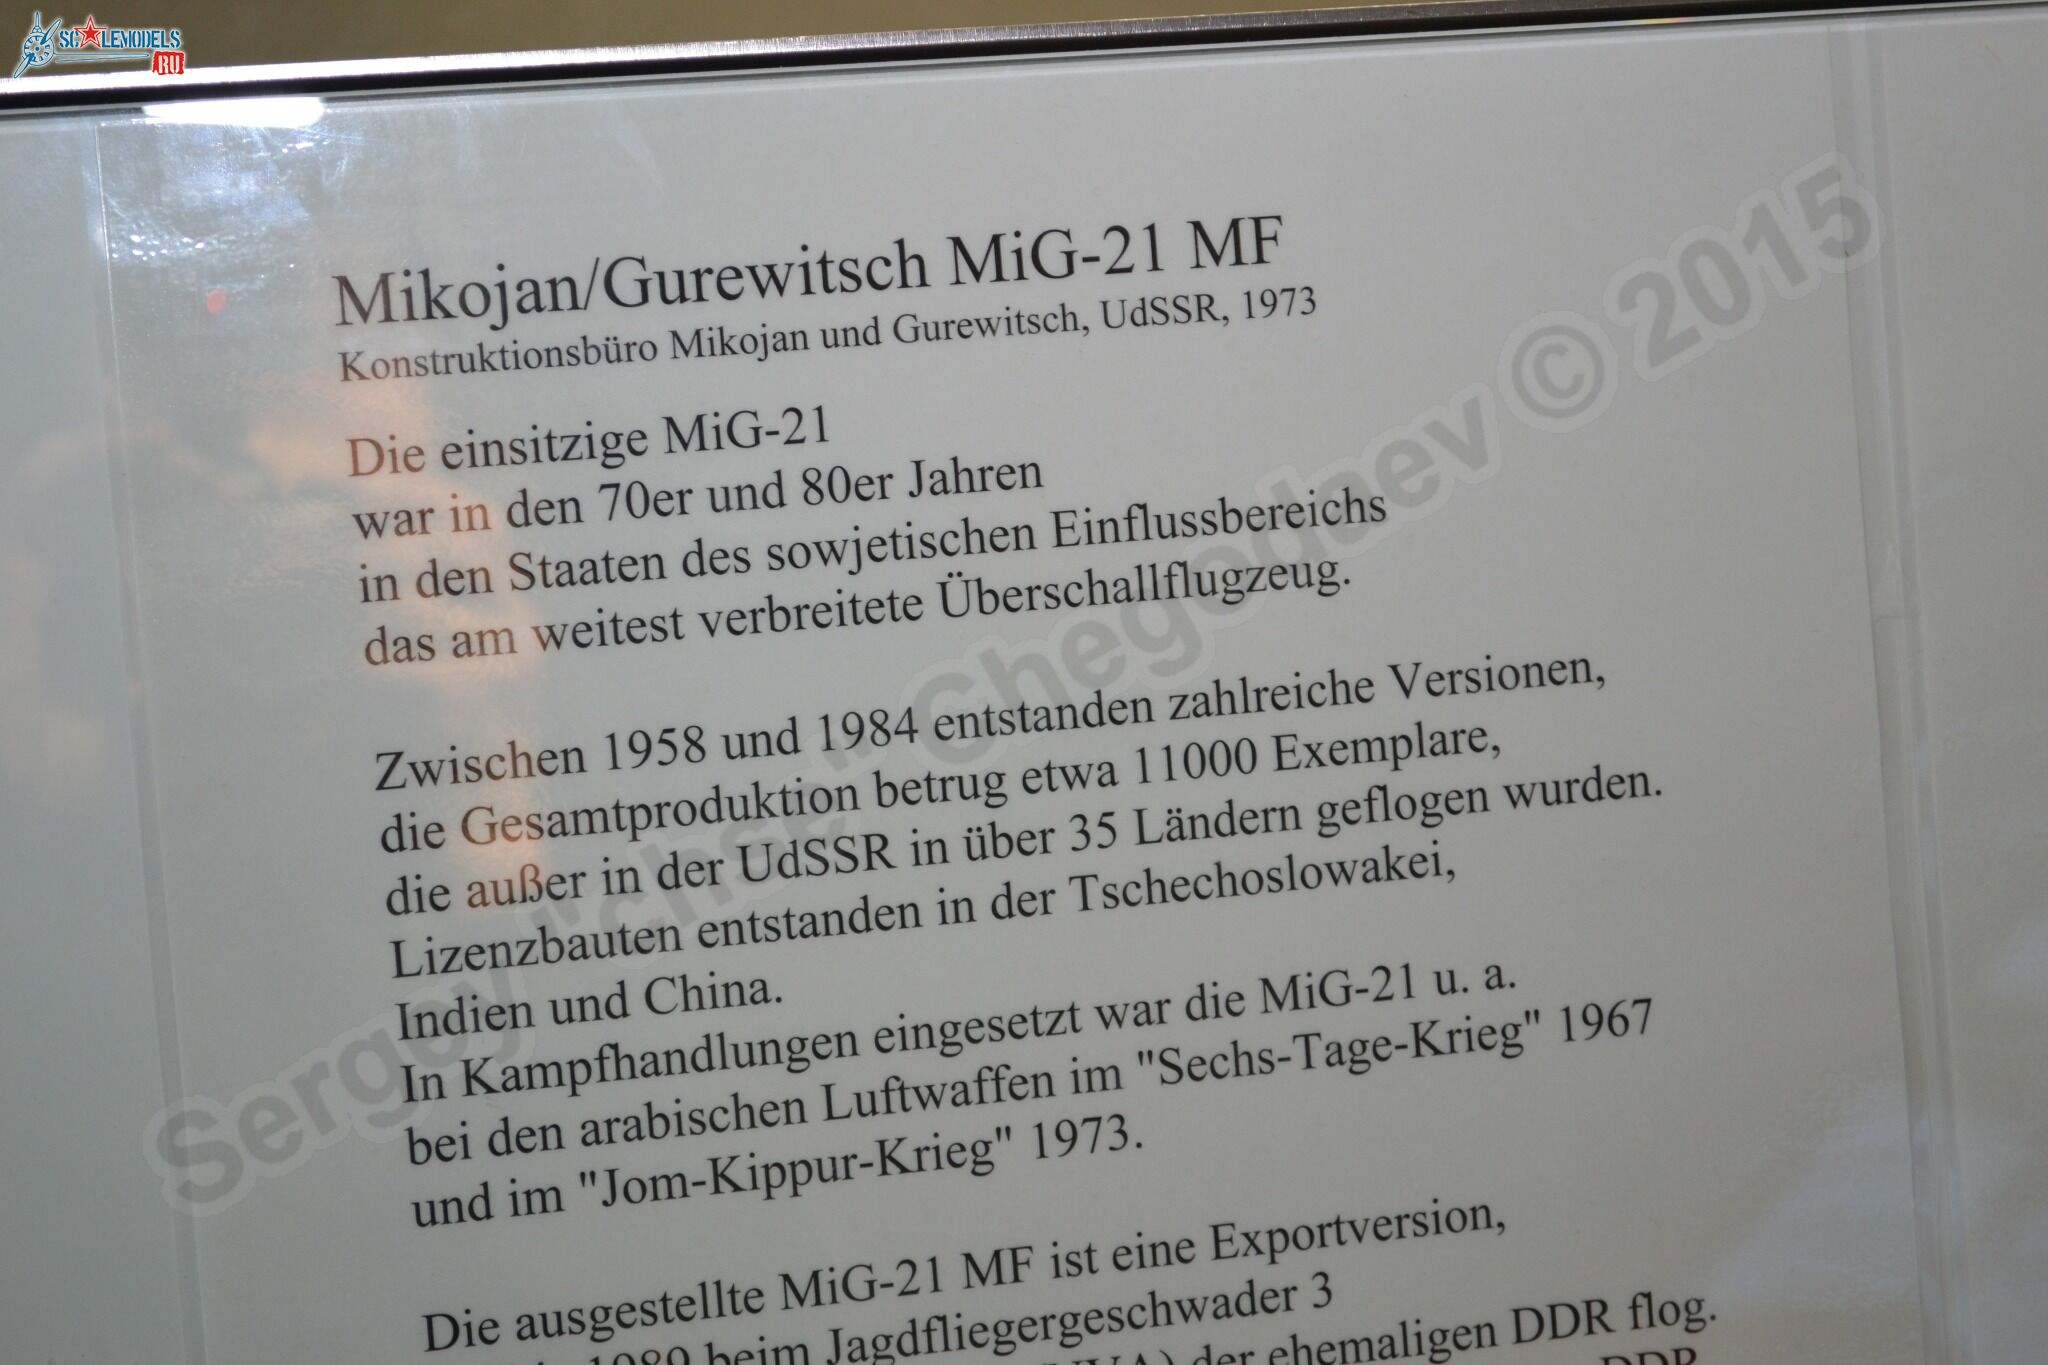 SCALEMODELS
RU
Mikojan/Gurewitsch MiG-21 MF
Konstruktionsbüro Mikojan und Gurewitsch, UdSSR, 1973
Die einsitzige MiG-21
war in den 70er und 80er Jahren
in den Staaten des sowjetischen Einflussbereichs
das am weitest verbreitete Überschallflugzeug.
Zwischen 1958 und 1984 entstanden zahlreiche Versionen,
die Gesamtproduktion betrug etwa 11000 Exemplare,
die außer in der UdSSR in über 35 Ländern geflogen wurden.
Lizenzbauten entstanden in der Tschechoslowakei,
Indien und China.
In Kampfhandlungen eingesetzt war die MiG-21 u. a.
bei den arabischen Luftwaffen im "Sechs-Tage-Krieg" 1967
und im "Jom-Kippur-Krieg" 1973.
Die ausgestellte MiG-21 MF ist eine Exportversion,
1989 beim Jagdfliegergeschwader 3
der ehemaligen DDR flog.
DDR
Sergey "chse" Chegodaev © 2015